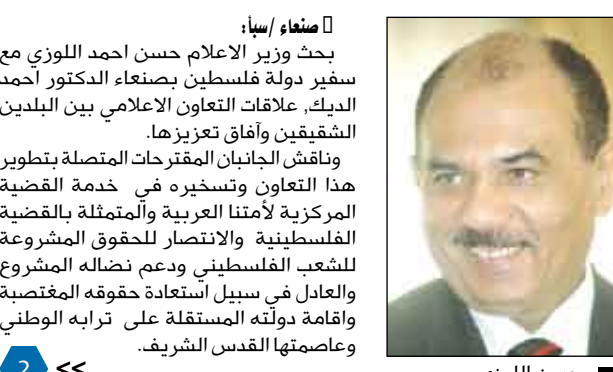 صنعاء /سبأ:
بحث وزير الاعلام حسن احمد اللوزي مع
سفير دولة فلسطين بصنعاء الدكتور احمد
الديك, علاقات التعاون الاعلامي بين البلدين
الشقيقين وآفاق تعزيزها.
وناقش الجانبان المقترحات المتصلة بتطوير
هذا التعاون وتسخيره في خدمة القضية
المركزية لأمتنا العربية والمتمثلة بالقضية
الفلسطينية والانتصار للحقوق المشروعة
للشعب الفلسطيني ودعم نضاله المشروع
والعادل في سبيل استعادة حقوقه المغتصبة
واقامة دولته المستقلة على ترابه الوطني
وعاصمتها القدس الشريف.
>> 2